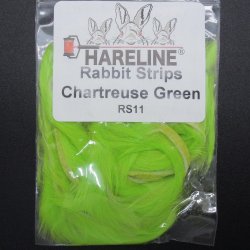 HARELINE®
Rabbit Strips
Chartreuse Green
RS11